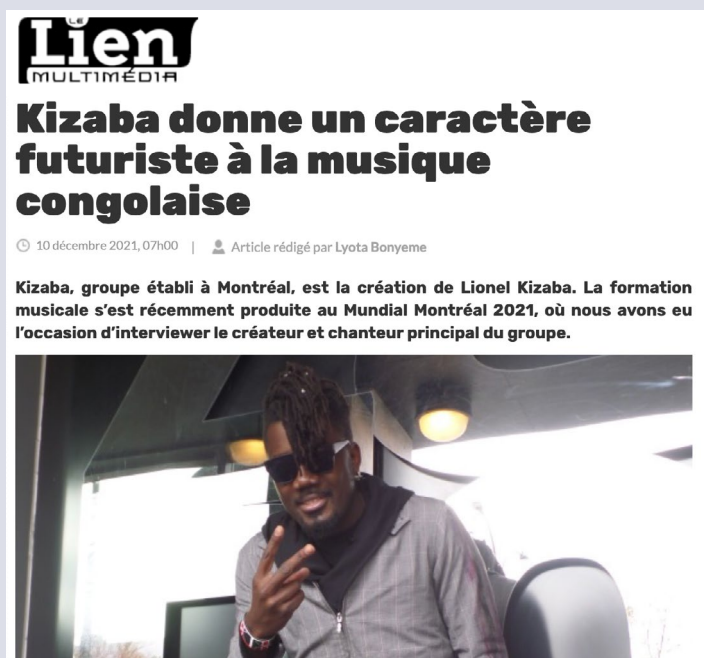 LE
Lien
MULTIMÉDIA
Kizaba donne un caractère
futuriste à la musique
congolaise
10 décembre 2021, 07h00 | Article rédigé par Lyota Bonyeme
Kizaba, groupe établi à Montréal, est la création de Lionel Kizaba. La formation
musicale s’est récemment produite au Mundial Montréal 2021, où nous avons eu
l’occasion d’interviewer le créateur et chanteur principal du groupe.